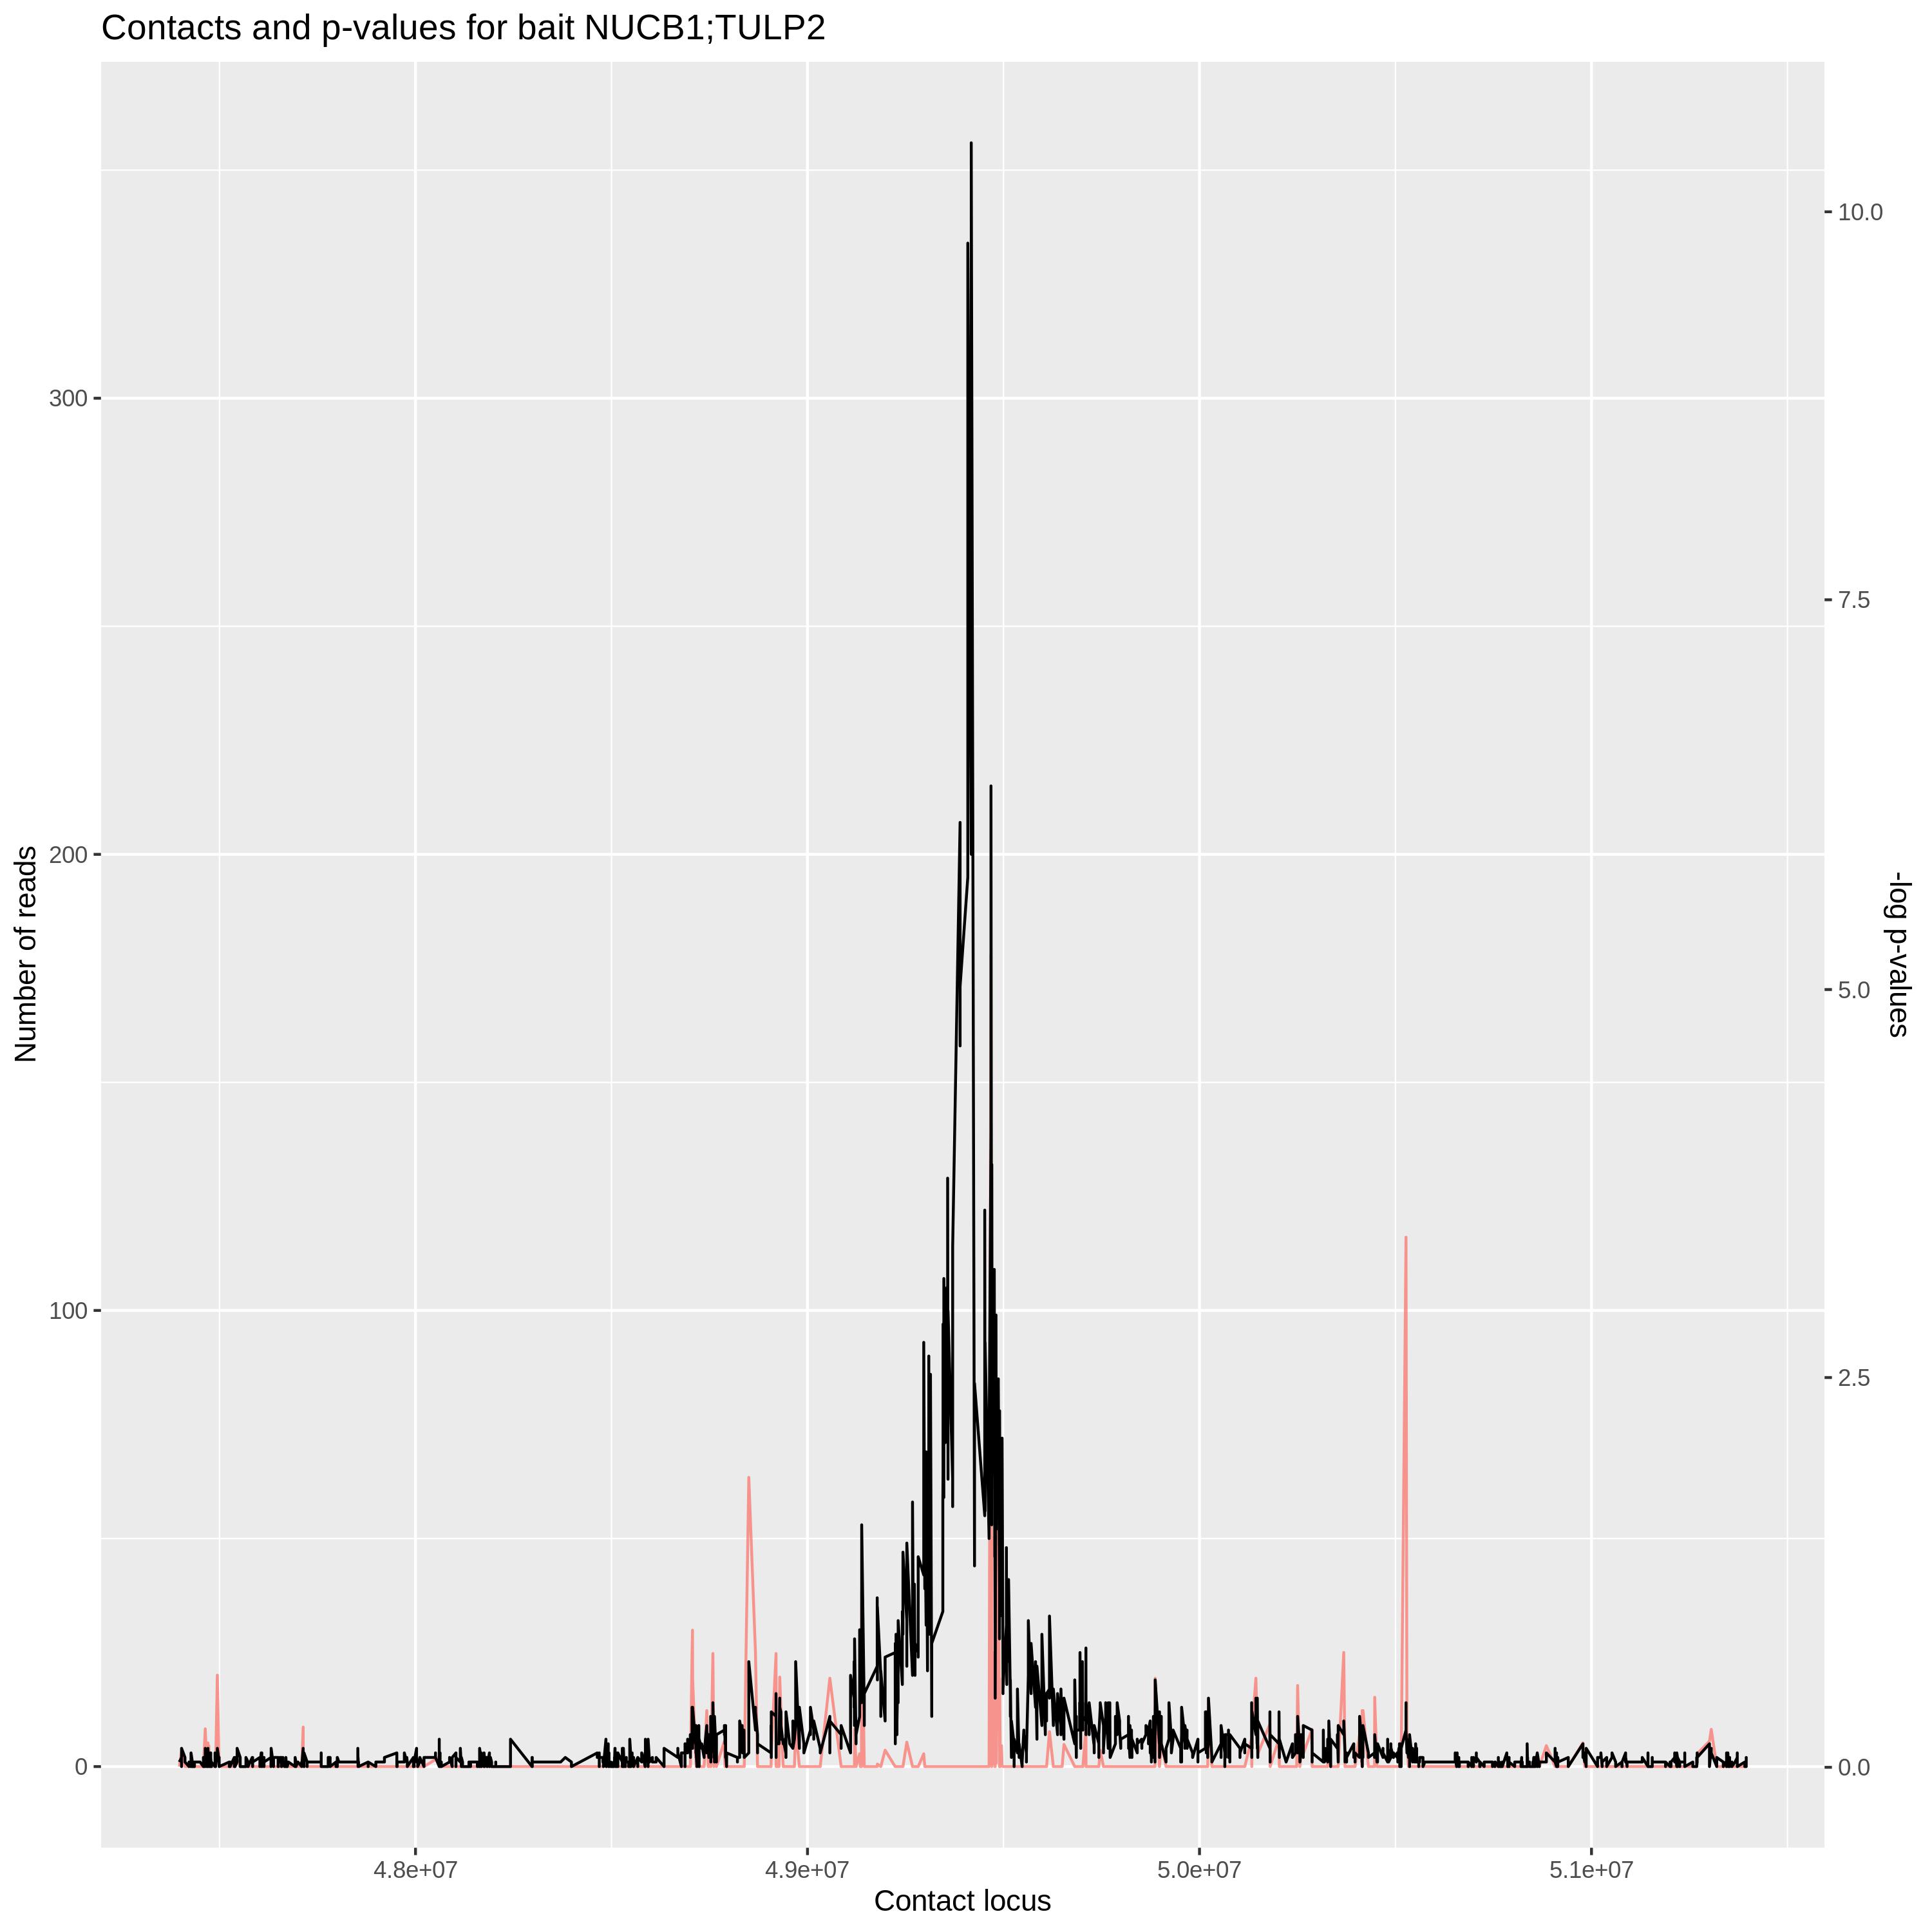 Contacts and p-values for bait NUCB1;TULP2
Number of reads
300
200
100
0
10.0
7.5
5.0
2.5
0.0
-log p-values
4.8e+07
4.9e+07
5.0e+07
5.1e+07
Contact locus